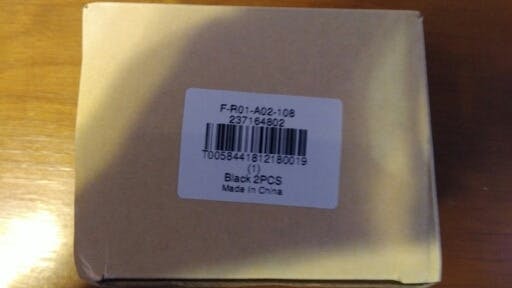 F-R01-A02-108
237164802
T0058441812180019
(1)
Black 2PCS
Made in China